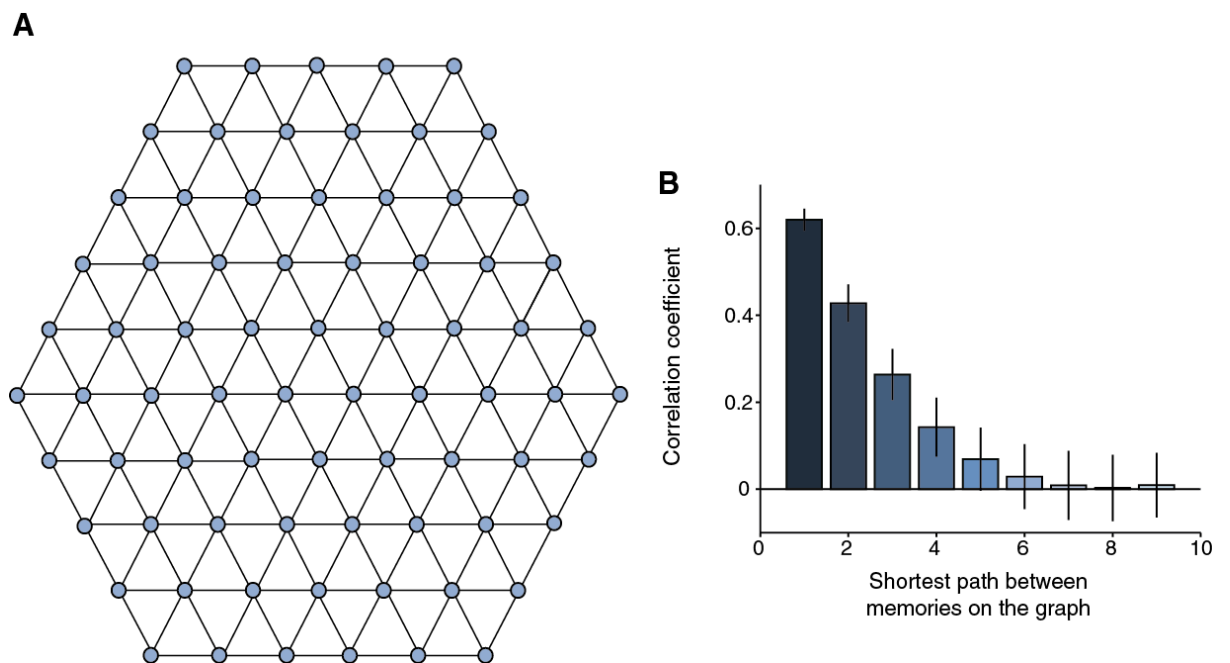 A
B
Correlation coefficient
0.6
0.4
0.2
0
0 2 4 6 8 10
Shortest path between
memories on the graph